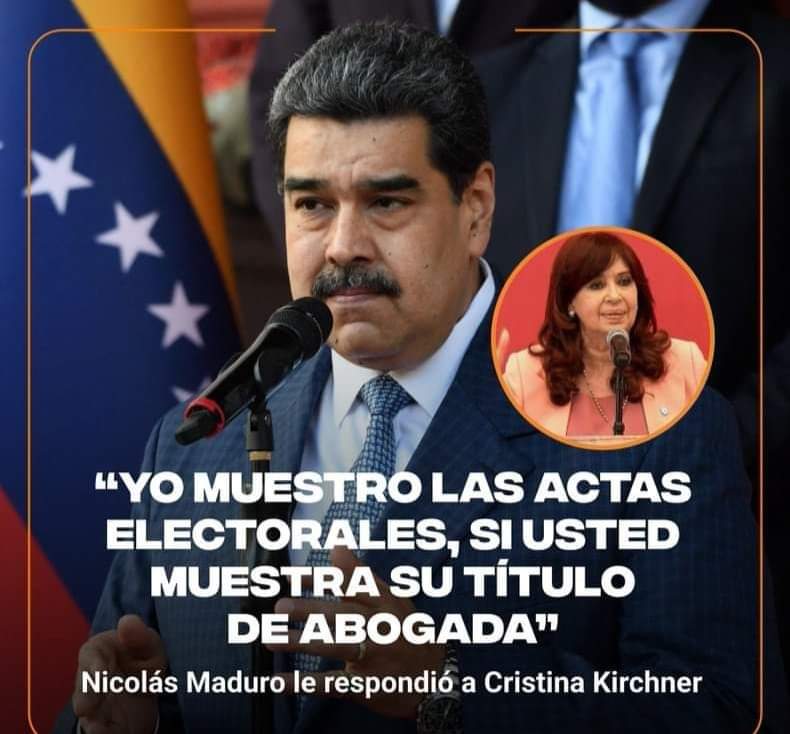 “YO MUESTRO LAS ACTAS
ELECTORALES, SI USTED
MUESTRA SU TÍTULO
DE ABOGADA”
Nicolás Maduro le respondió a Cristina Kirchner